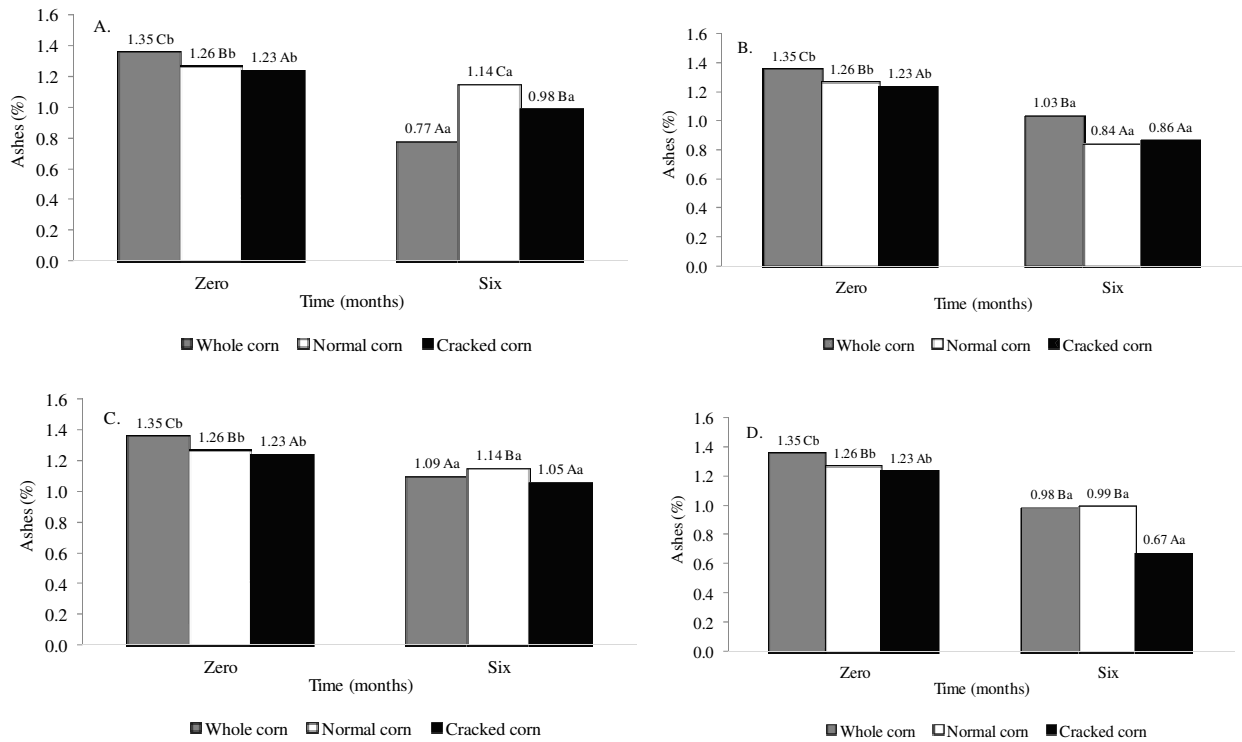 A.
1.6
1.4
1.2
1.0
0.8
0.6
0.4
0.2
0.0
Ashes (%)
1.35 Cb
1.26 Bb
1.23 Ab
0.77 Aa
1.14 Ca
0.98 Ba
Zero
Six
Time (months)
Whole corn Normal corn Cracked corn
B.
1.6
1.4
1.2
1.0
0.8
0.6
0.4
0.2
0.0
Ashes (%)
1.35 Cb
1.26 Bb
1.23 Ab
1.03 Ba
0.84 Aa
0.86 Aa
Zero
Six
Time (months)
Whole corn Normal corn Cracked corn
C.
1.6
1.4
1.2
1.0
0.8
0.6
0.4
0.2
0.0
Ashes (%)
1.35 Cb
1.26 Bb
1.23 Ab
1.09 Aa
1.14 Ba
1.05 Aa
Zero
Six
Time (months)
Whole corn Normal corn Cracked corn
D.
1.6
1.4
1.2
1.0
0.8
0.6
0.4
0.2
0.0
Ashes (%)
1.35 Cb
1.26 Bb
1.23 Ab
0.98 Ba
0.99 Ba
0.67 Aa
Zero
Six
Time (months)
Whole corn Normal corn Cracked corn